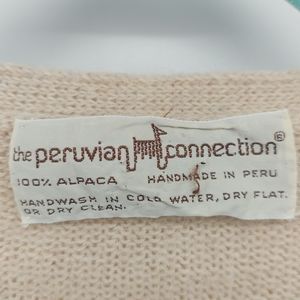 the peruvian connection®
100% ALPACA HANDMADE IN PERU
HANDWASH IN COLD WATER, DRY FLAT.
OR DRY CLEAN.